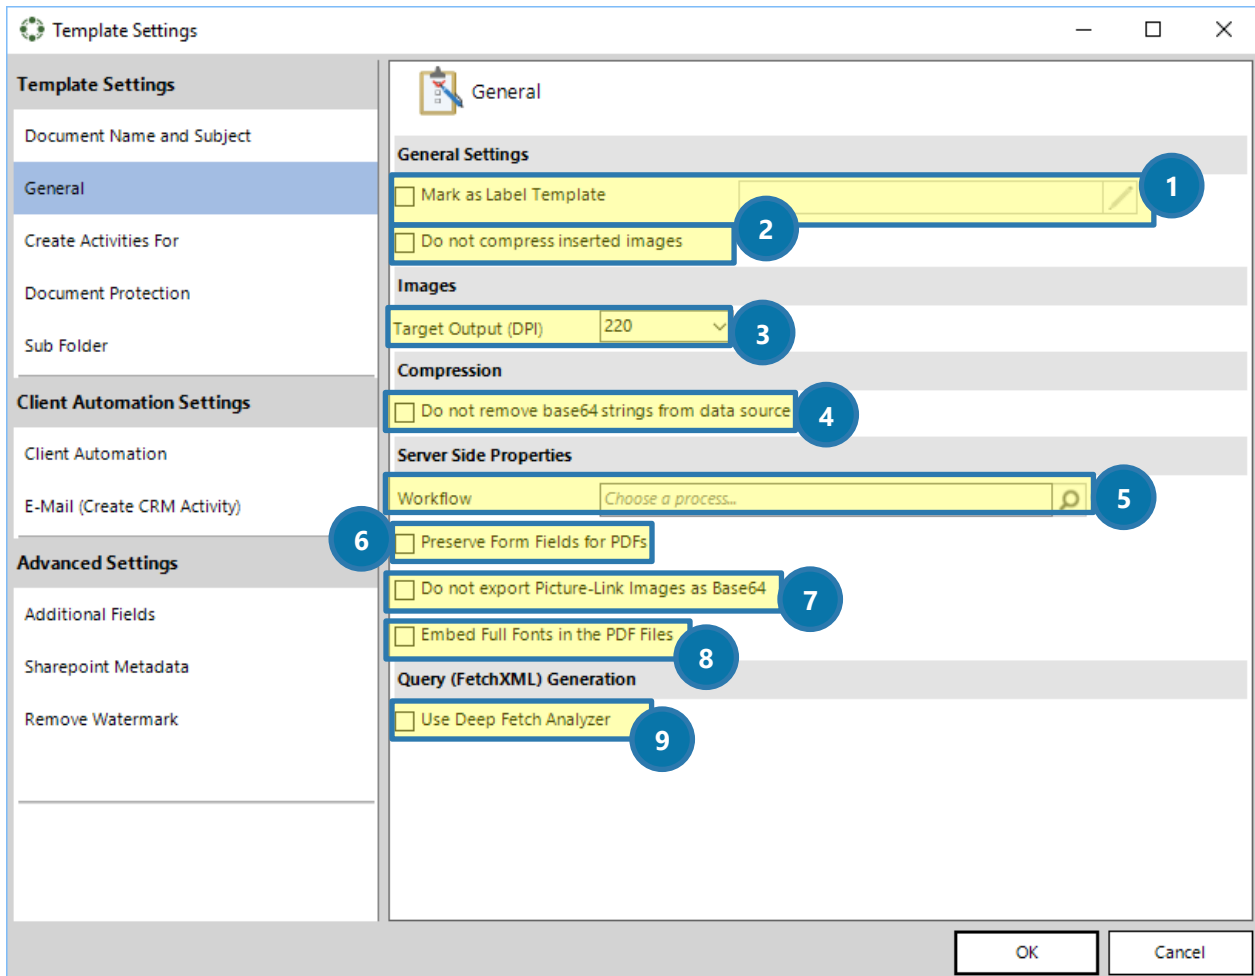 Template Settings
Template Settings
Document Name and Subject
General
Create Activities For
Document Protection
Sub Folder
Client Automation Settings
Client Automation
E-Mail (Create CRM Activity)
Advanced Settings
Additional Fields
Sharepoint Metadata
Remove Watermark
General
General Settings
Mark as Label Template 1
Do not compress inserted images 2
Images
Target Output (DPI) 220 3
Compression
Do not remove base64 strings from data source 4
Server Side Properties
Workflow Choose a process... 5
6 Preserve Form Fields for PDFs
Do not export Picture-Link Images as Base64 7
Embed Full Fonts in the PDF Files 8
Query (FetchXML) Generation
Use Deep Fetch Analyzer 9
OK Cancel